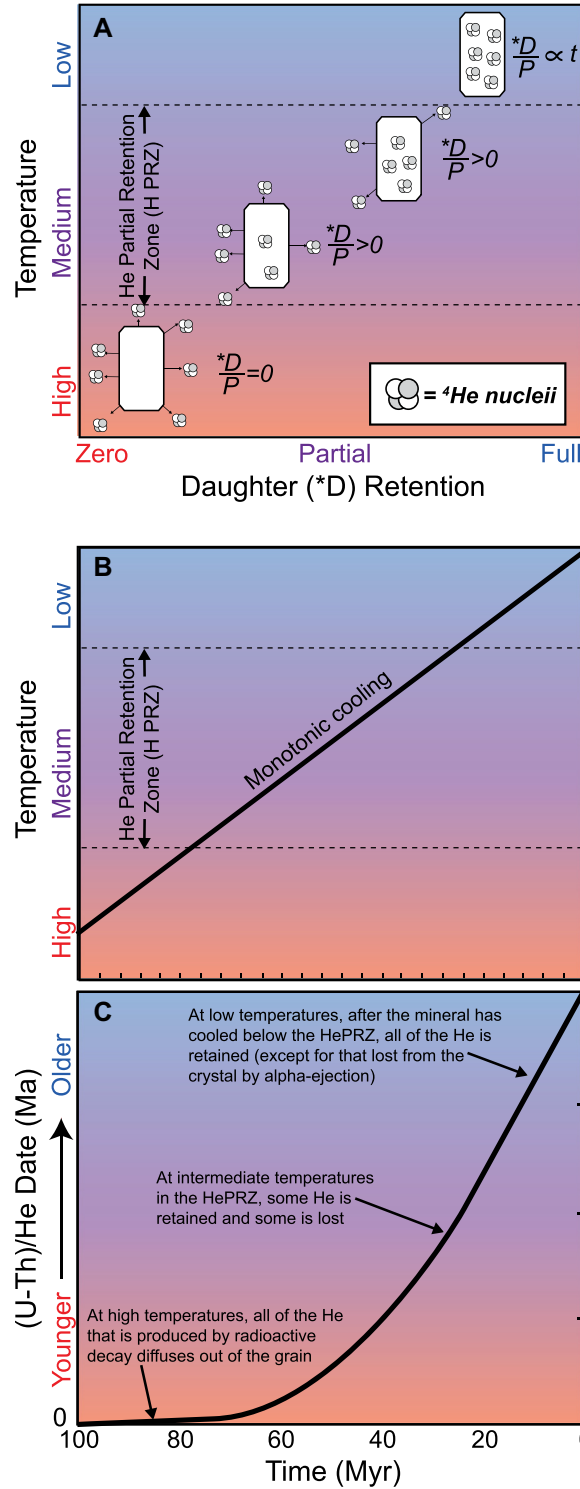 A
Low
Medium
High
Temperature
He Partial Retention
Zone (H PRZ)
*D
P ∝ t
*D
P >0
*D
P >0
*D
P =0
= ⁴He nucleii
Zero
Partial
Full
Daughter (*D) Retention
B
Low
Medium
High
Temperature
He Partial Retention
Zone (H PRZ)
Monotonic cooling
C
Older
Younger
(U-Th)/He Date (Ma)
At low temperatures, after the mineral has
cooled below the HePRZ, all of the He is
retained (except for that lost from the
crystal by alpha-ejection)
At intermediate temperatures
in the HePRZ, some He is
retained and some is lost
At high temperatures, all of the He
that is produced by radioactive
decay diffuses out of the grain
0
100
80
60
40
20
Time (Myr)